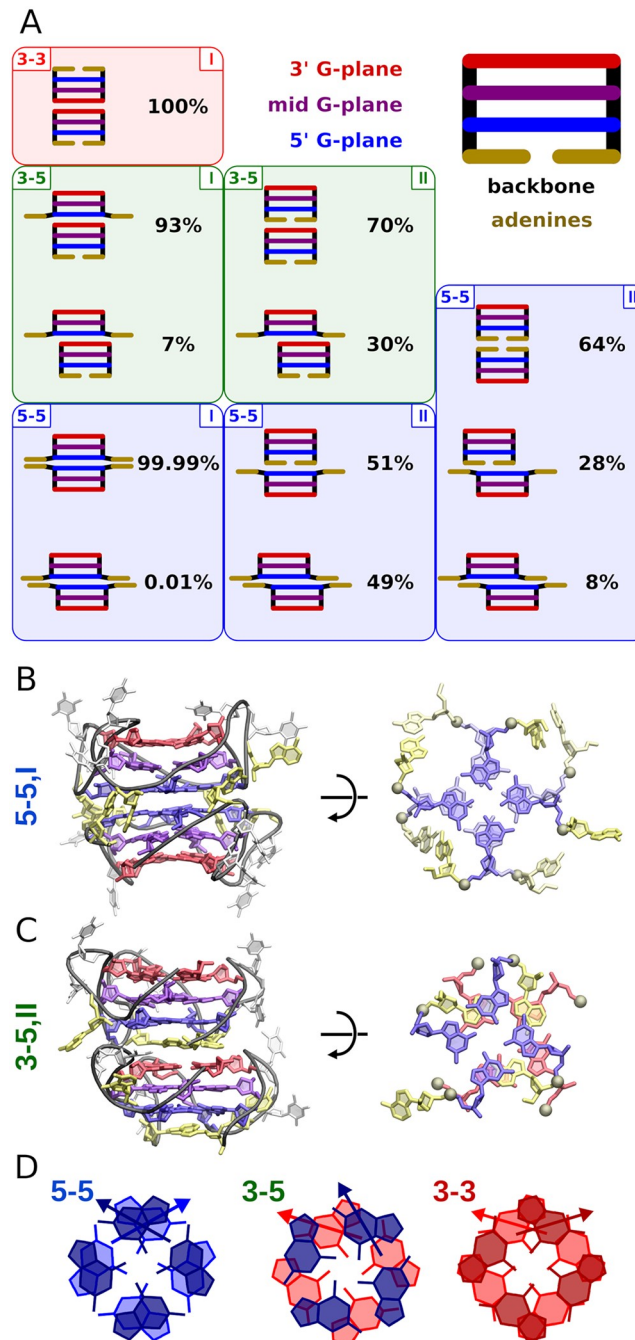 A
3-3 I
100%
3' G-plane
mid G-plane
5' G-plane
backbone
adenines
3-5 I
93%
7%
3-5 II
70%
30%
5-5
64%
28%
8%
5-5 I
99.99%
0.01%
5-5 II
51%
49%
B
5-5,I
C
3-5,II
D
5-5
3-5
3-3